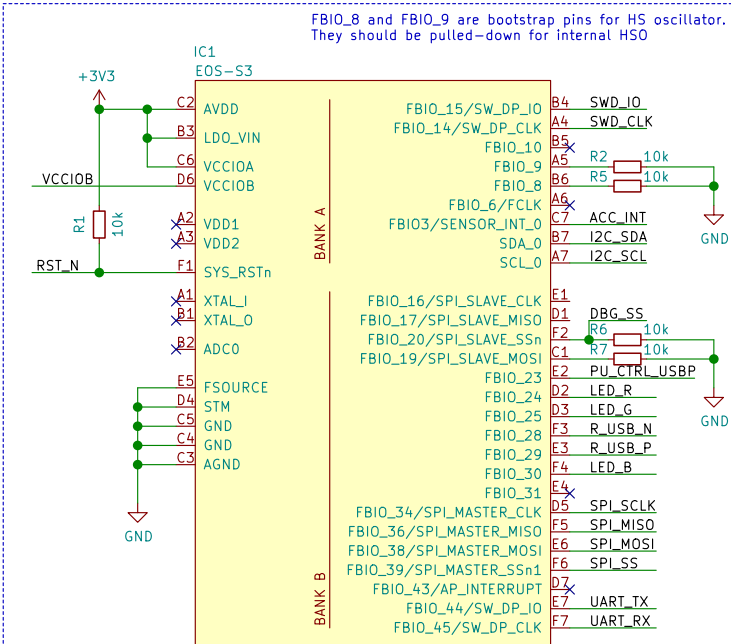 FBIO_8 and FBIO_9 are bootstrap pins for HS oscillator.
They should be pulled-down for internal HSO
IC1
EOS-S3
+3V3
C2 AVDD
B3 LDO_VIN
C6 VCCIOA
VCCIOB D6 VCCIOB
R1 10k
A2 VDD1
A3 VDD2
RST_N F1 SYS_RSTn
A1 XTAL_I
B1 XTAL_O
B2 ADC0
E5 FSOURCE
D4 STM
C5 GND
C4 GND
C3 AGND
GND
BANK A
BANK B
FBIO_15/SW_DP_IO B4 SWD_IO
FBIO_14/SW_DP_CLK A4 SWD_CLK
FBIO_10 B5
FBIO_9 A5 R2 10k
FBIO_8 B6 R5 10k
FBIO_6/FCLK A6
GND
FBIO3/SENSOR_INT_0 C7 ACC_INT
SDA_0 B7 I2C_SDA
SCL_0 A7 I2C_SCL
FBIO_16/SPI_SLAVE_CLK E1
FBIO_17/SPI_SLAVE_MISO D1 DBG_SS
FBIO_20/SPI_SLAVE_SSn F2 R6 10k
FBIO_19/SPI_SLAVE_MOSI C1 R7 10k
FBIO_23 E2 PU_CTRL_USBP
FBIO_24 D2 LED_R
FBIO_25 D3 LED_G
GND
FBIO_28 F3 R_USB_N
FBIO_29 E3 R_USB_P
FBIO_30 F4 LED_B
FBIO_31 E4
FBIO_34/SPI_MASTER_CLK D5 SPI_SCLK
FBIO_36/SPI_MASTER_MISO F5 SPI_MISO
FBIO_38/SPI_MASTER_MOSI E6 SPI_MOSI
FBIO_39/SPI_MASTER_SSn1 F6 SPI_SS
FBIO_43/AP_INTERRUPT D7
FBIO_44/SW_DP_IO E7 UART_TX
FBIO_45/SW_DP_CLK F7 UART_RX